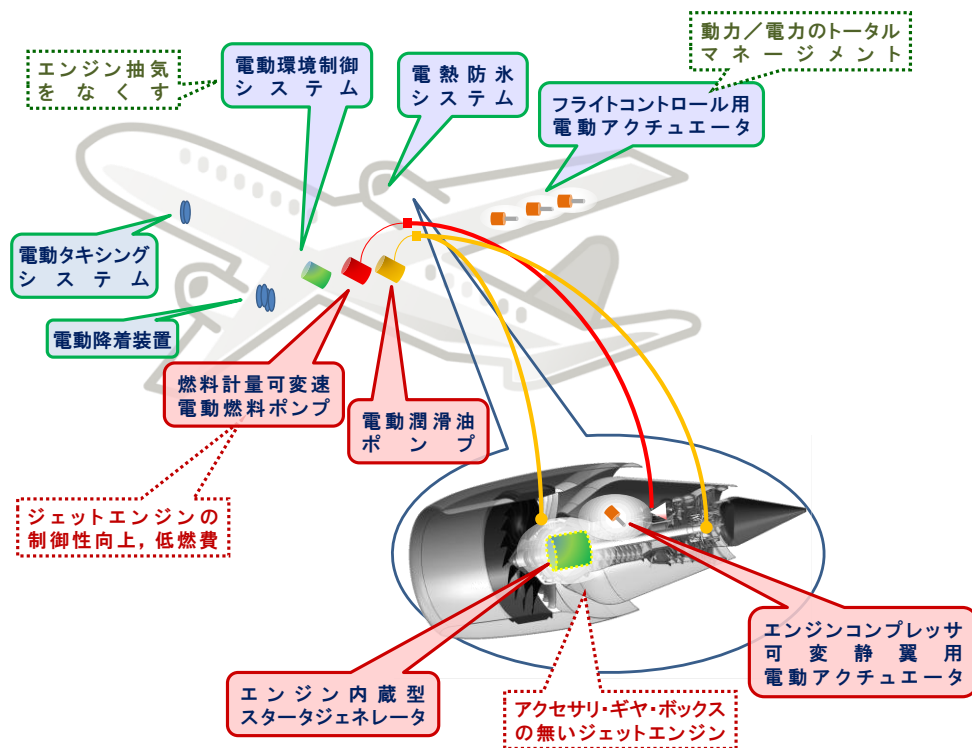 動力／電力のトータル
マネージメント
エンジン抽気
をなくす
電動環境制御
システム
電熱防氷
システム
フライトコントロール用
電動アクチュエータ
電動タキシング
システム
電動降着装置
燃料計量可変速
電動燃料ポンプ
電動潤滑油
ポンプ
ジェットエンジンの
制御性向上，低燃費
エンジン内蔵型
スタータジェネレータ
アクセサリ・ギヤ・ボックス
の無いジェットエンジン
エンジンコンプレッサ
可変静翼用
電動アクチュエータ